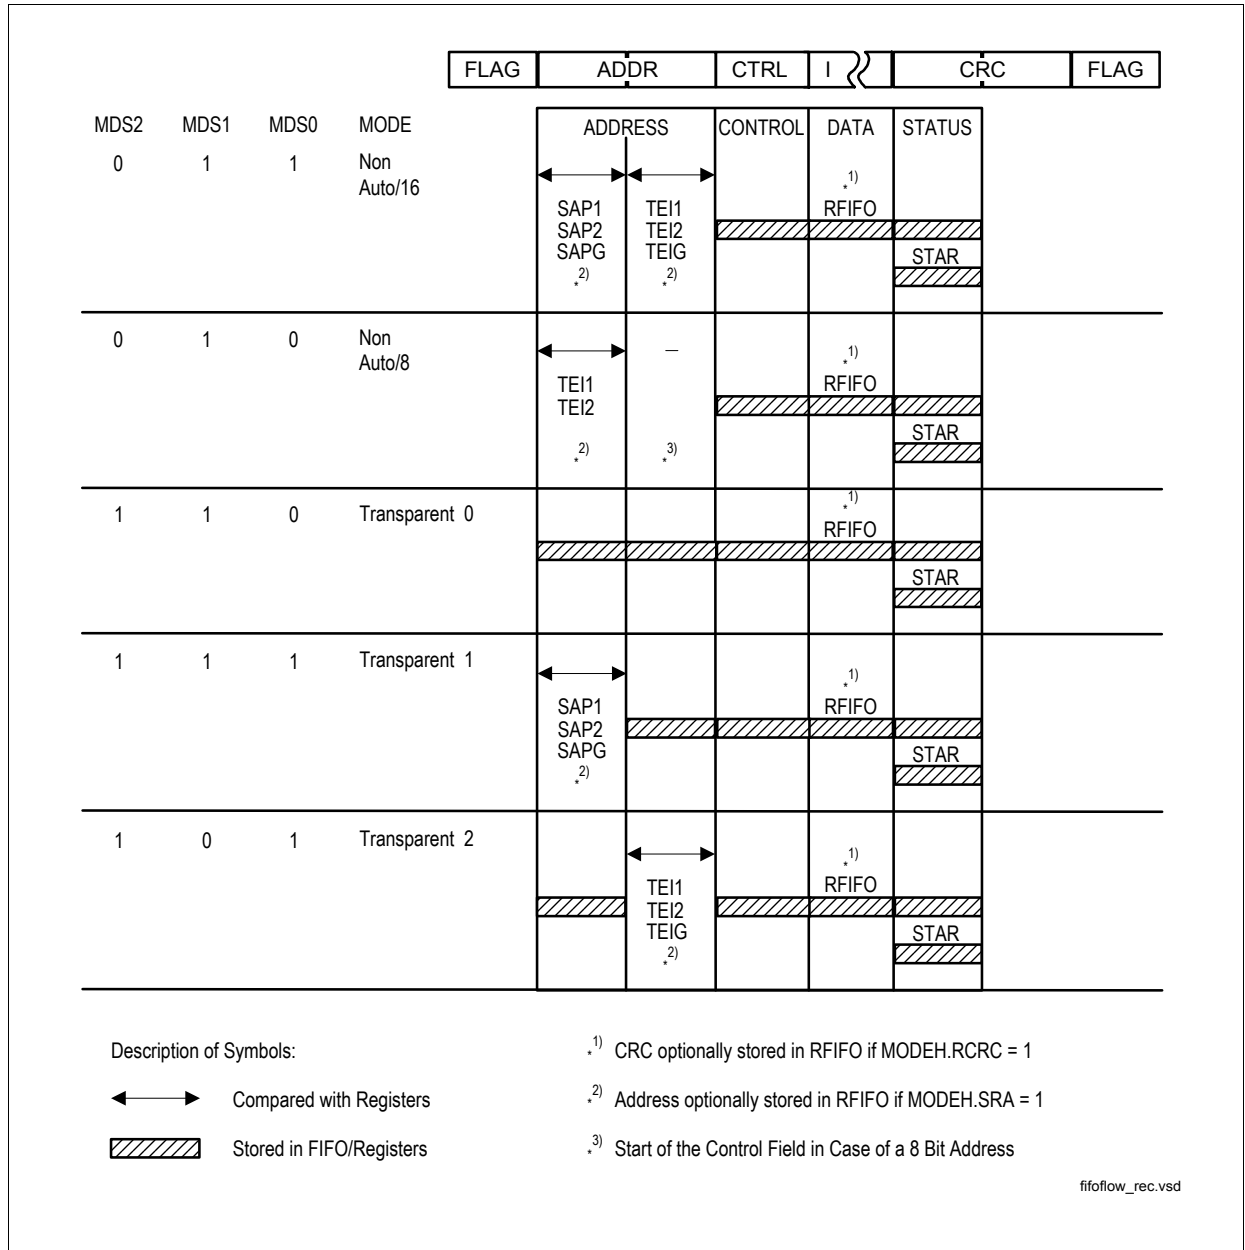 FLAG ADDR CTRL I CRC FLAG
MDS2 MDS1 MDS0 MODE ADDRESS CONTROL DATA STATUS
0 1 1 Non
Auto/16
*1)
SAP1 TEI1 RFIFO
SAP2 TEI2
SAPG TEIG STAR
*2) *2)
0 1 0 Non
Auto/8 – *1)
TEI1 RFIFO
TEI2
STAR
*2) *3)
*1)
1 1 0 Transparent 0 RFIFO
STAR
1 1 1 Transparent 1
*1)
SAP1 RFIFO
SAP2
SAPG STAR
*2)
1 0 1 Transparent 2
*1)
TEI1 RFIFO
TEI2
TEIG STAR
*2)
Description of Symbols: *1) CRC optionally stored in RFIFO if MODEH.RCRC = 1
Compared with Registers *2) Address optionally stored in RFIFO if MODEH.SRA = 1
Stored in FIFO/Registers *3) Start of the Control Field in Case of a 8 Bit Address
fifoflow_rec.vsd